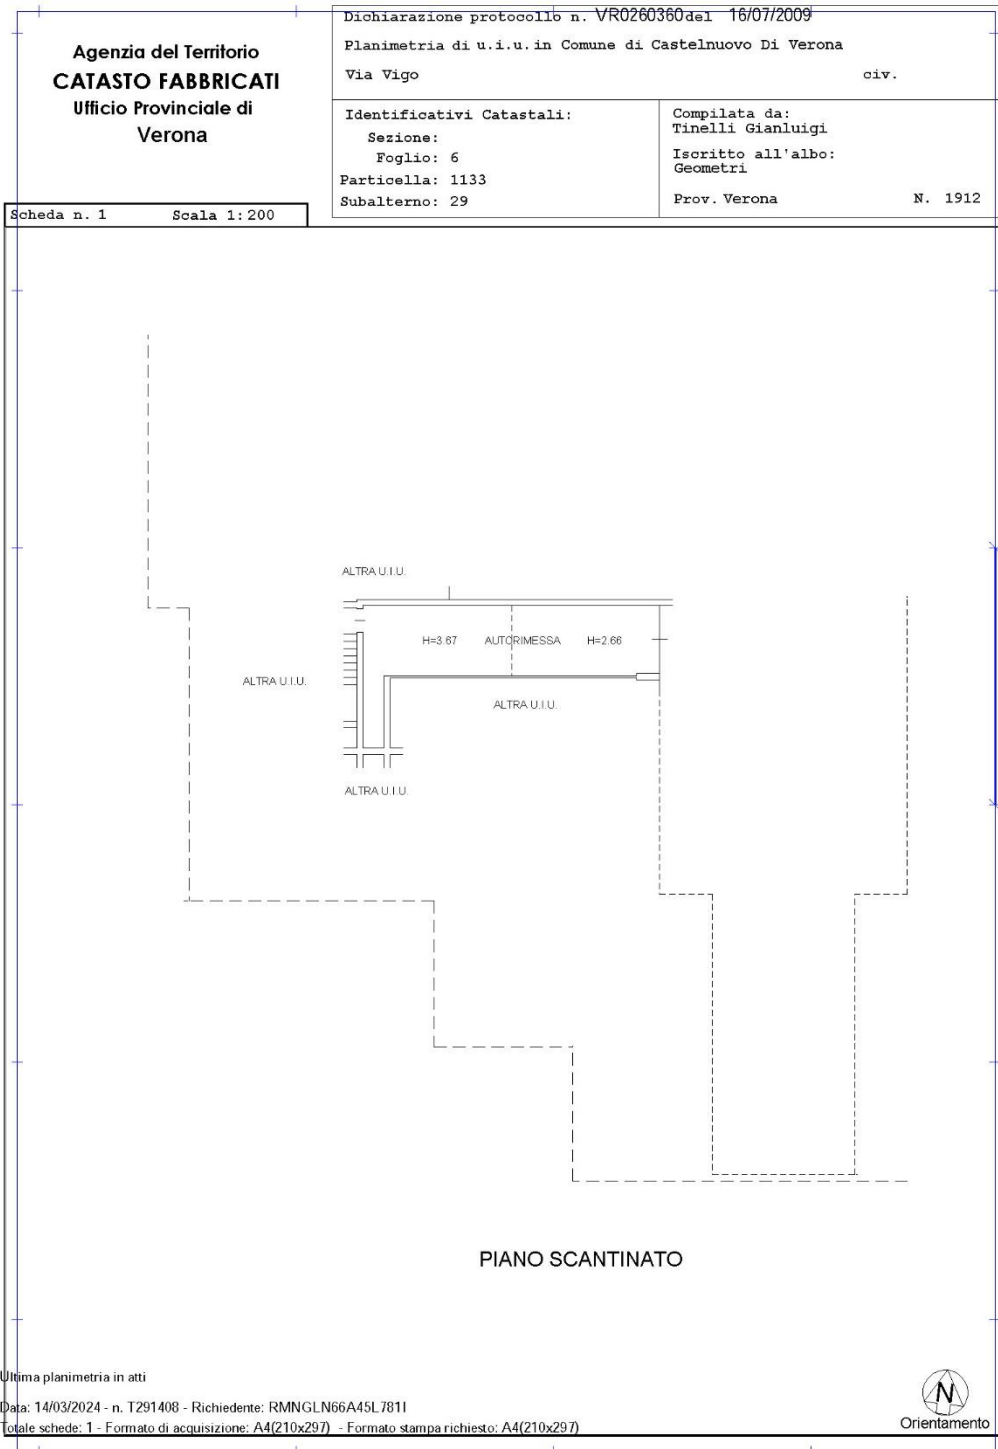 Agenzia del Territorio
CATASTO FABBRICATI
Ufficio Provinciale di
Verona
Dichiarazione protocollo n. VR0260360 del 16/07/2009
Planimetria di u.i.u. in Comune di Castelnuovo Di Verona
Via Vigo civ.
Identificativi Catastali:
Sezione:
Foglio: 6
Particella: 1133
Subalterno: 29
Compilata da:
Tinelli Gianluigi
Iscritto all'albo:
Geometri
Prov. Verona N. 1912
Scheda n. 1 Scala 1:200
ALTRA U.I.U.
H=3.67 AUTORIMESSA H=2.66
ALTRA U.I.U.
ALTRA U.I.U.
ALTRA U.I.U.
PIANO SCANTINATO
Ultima planimetria in atti
Data: 14/03/2024 - n. T291408 - Richiedente: RMNGLN66A45L781I
Totale schede: 1 - Formato di acquisizione: A4(210x297) - Formato stampa richiesto: A4(210x297)
N
Orientamento